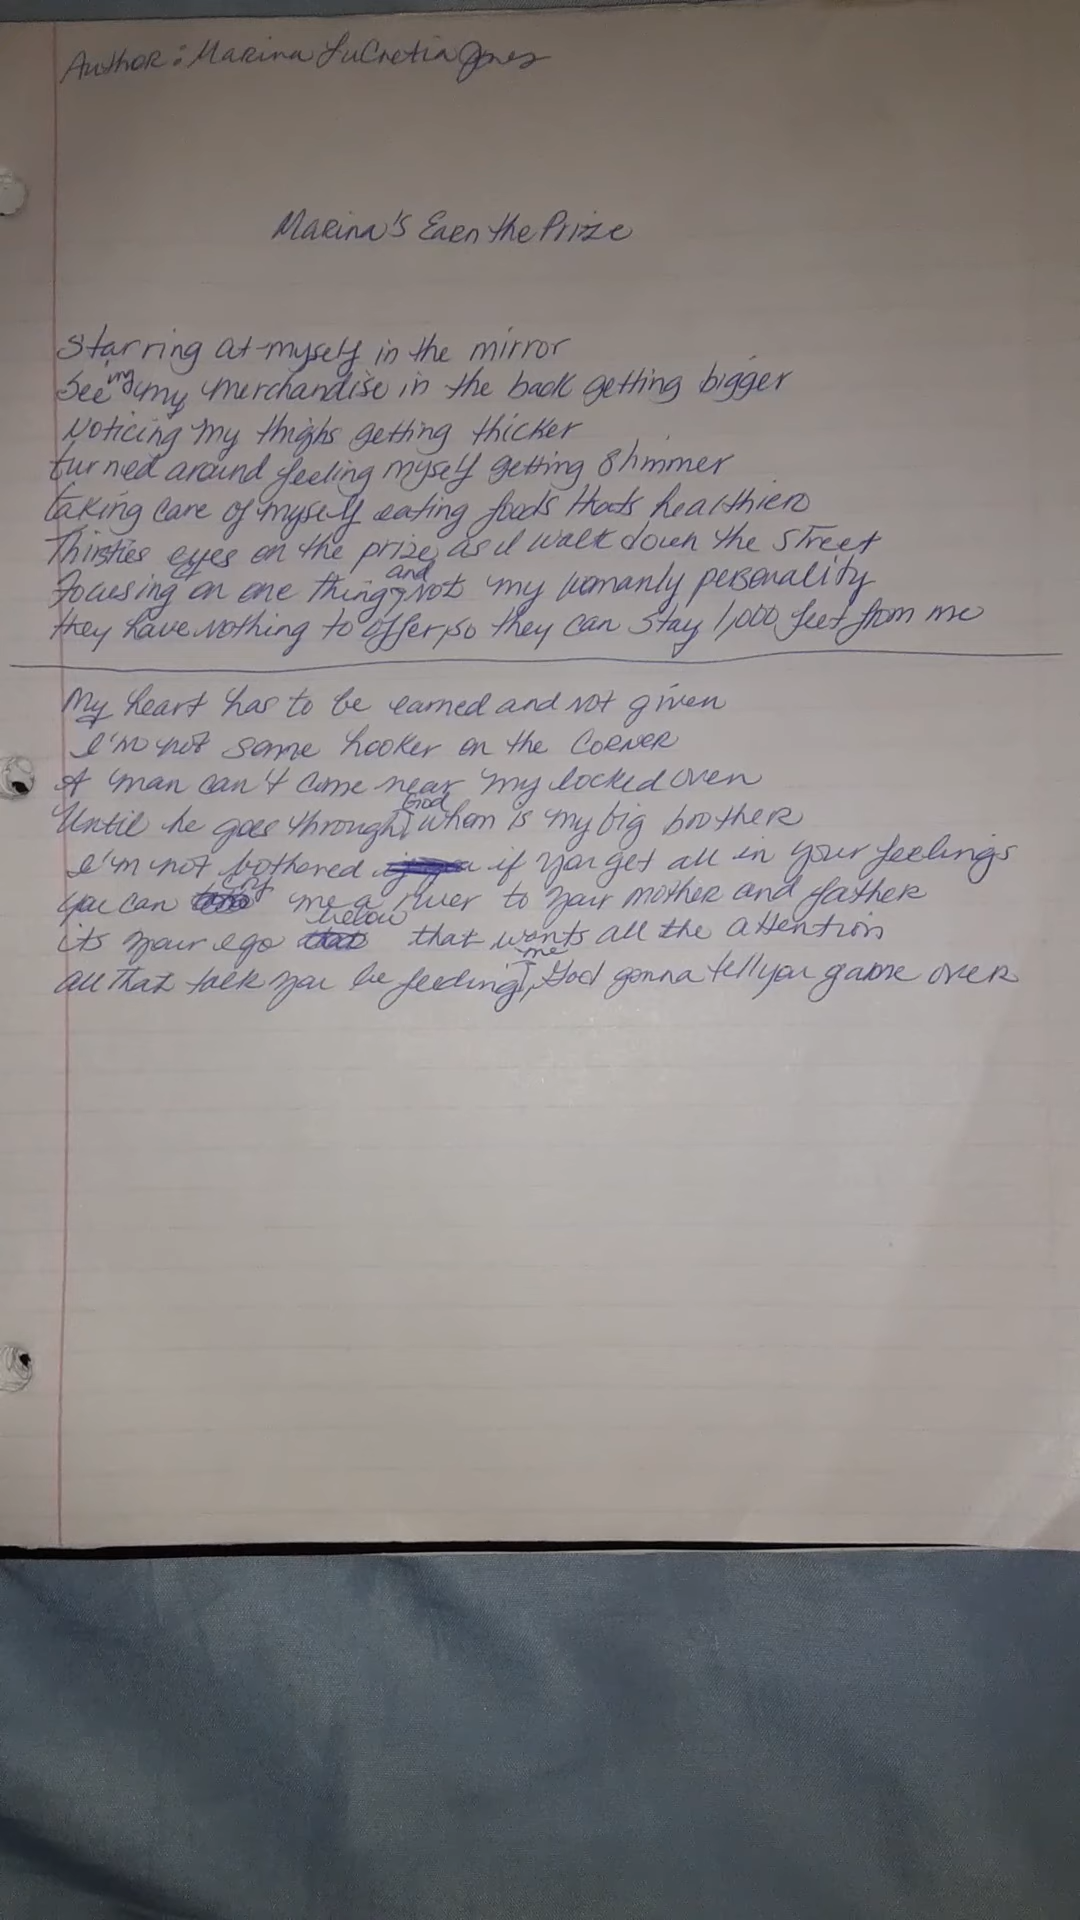 Author: Marina LuCretia Jones
Marina's Earn the Prize
Starring at myself in the mirror
Seeing my merchandise in the back getting bigger
Noticing my thighs getting thicker
turned around feeling myself getting slimmer
taking care of myself eating foods thats healthier
Thirsties eyes on the prize, as I walk down the street
Focusing on one thing and not my womanly personality
they have nothing to offer, so they can stay 1,000 feet from me
My heart has to be earned and not given
I'm not some hooker on the corner
A man can't come near my locked oven
Until he goes through God whom is my big brother
I'm not bothered if you get all in your feelings
you can cry me a river to your mother and father
its your ego below that wants all the attention
all that talk you be feeding me, God gonna tell you game over